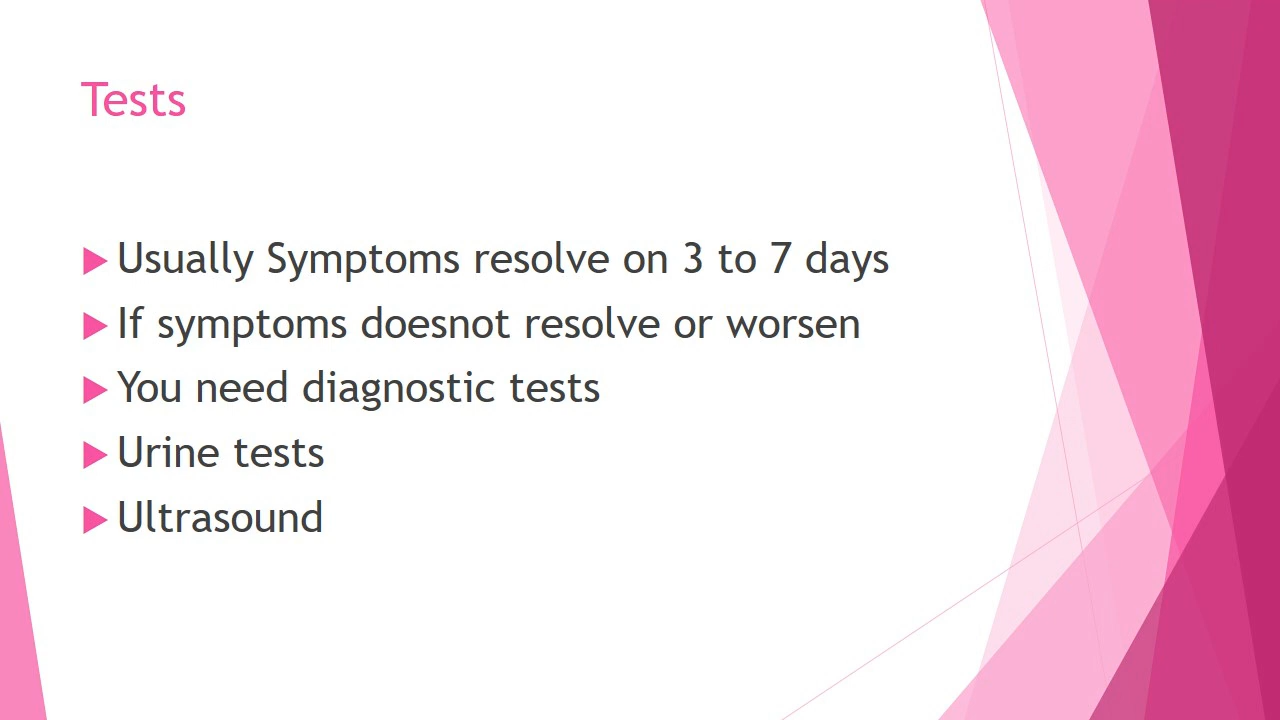 Tests
Usually Symptoms resolve on 3 to 7 days
If symptoms doesnot resolve or worsen
You need diagnostic tests
Urine tests
Ultrasound